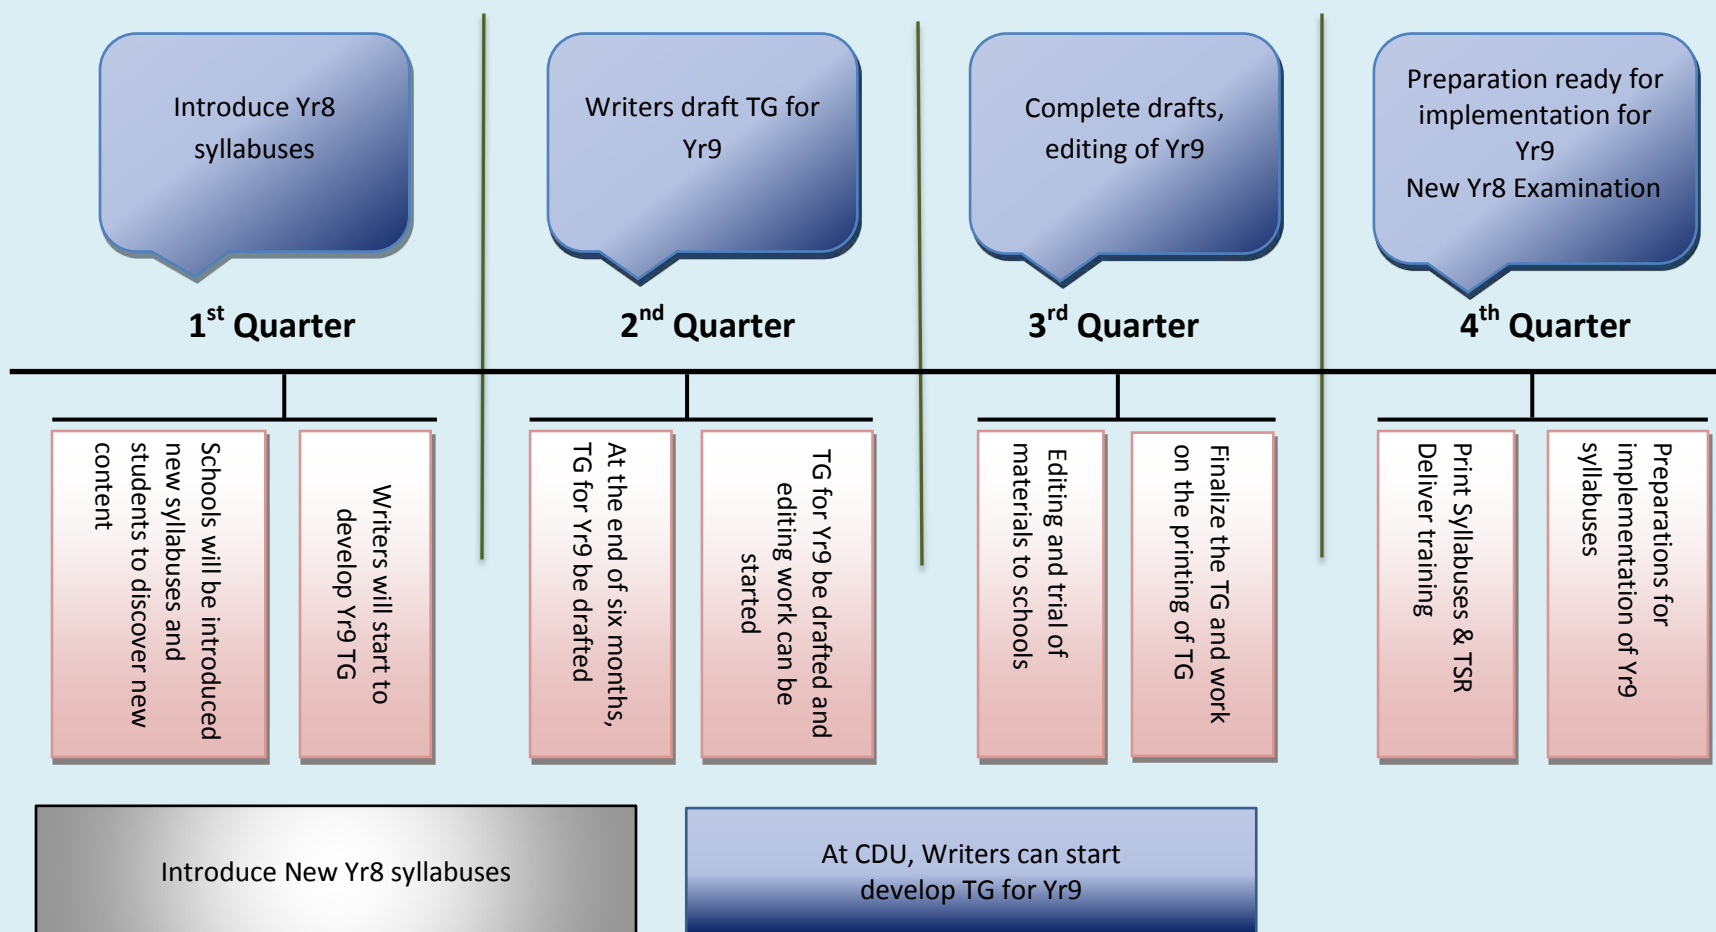 Introduce Yr8
syllabuses
Writers draft TG for
Yr9
Complete drafts,
editing of Yr9
Preparation ready for
implementation for
Yr9
New Yr8 Examination
1st Quarter
2nd Quarter
3rd Quarter
4th Quarter
Schools will be introduced
new syllabuses and
students to discover new
content
Writers will start to
develop Yr9 TG
At the end of six months,
TG for Yr9 be drafted
TG for Yr9 be drafted and
editing work can be
started
Editing and trial of
materials to schools
Finalize the TG and work
on the printing of TG
Print Syllabuses & TSR
Deliver training
Preparations for
implementation of Yr9
syllabuses
Introduce New Yr8 syllabuses
At CDU, Writers can start
develop TG for Yr9